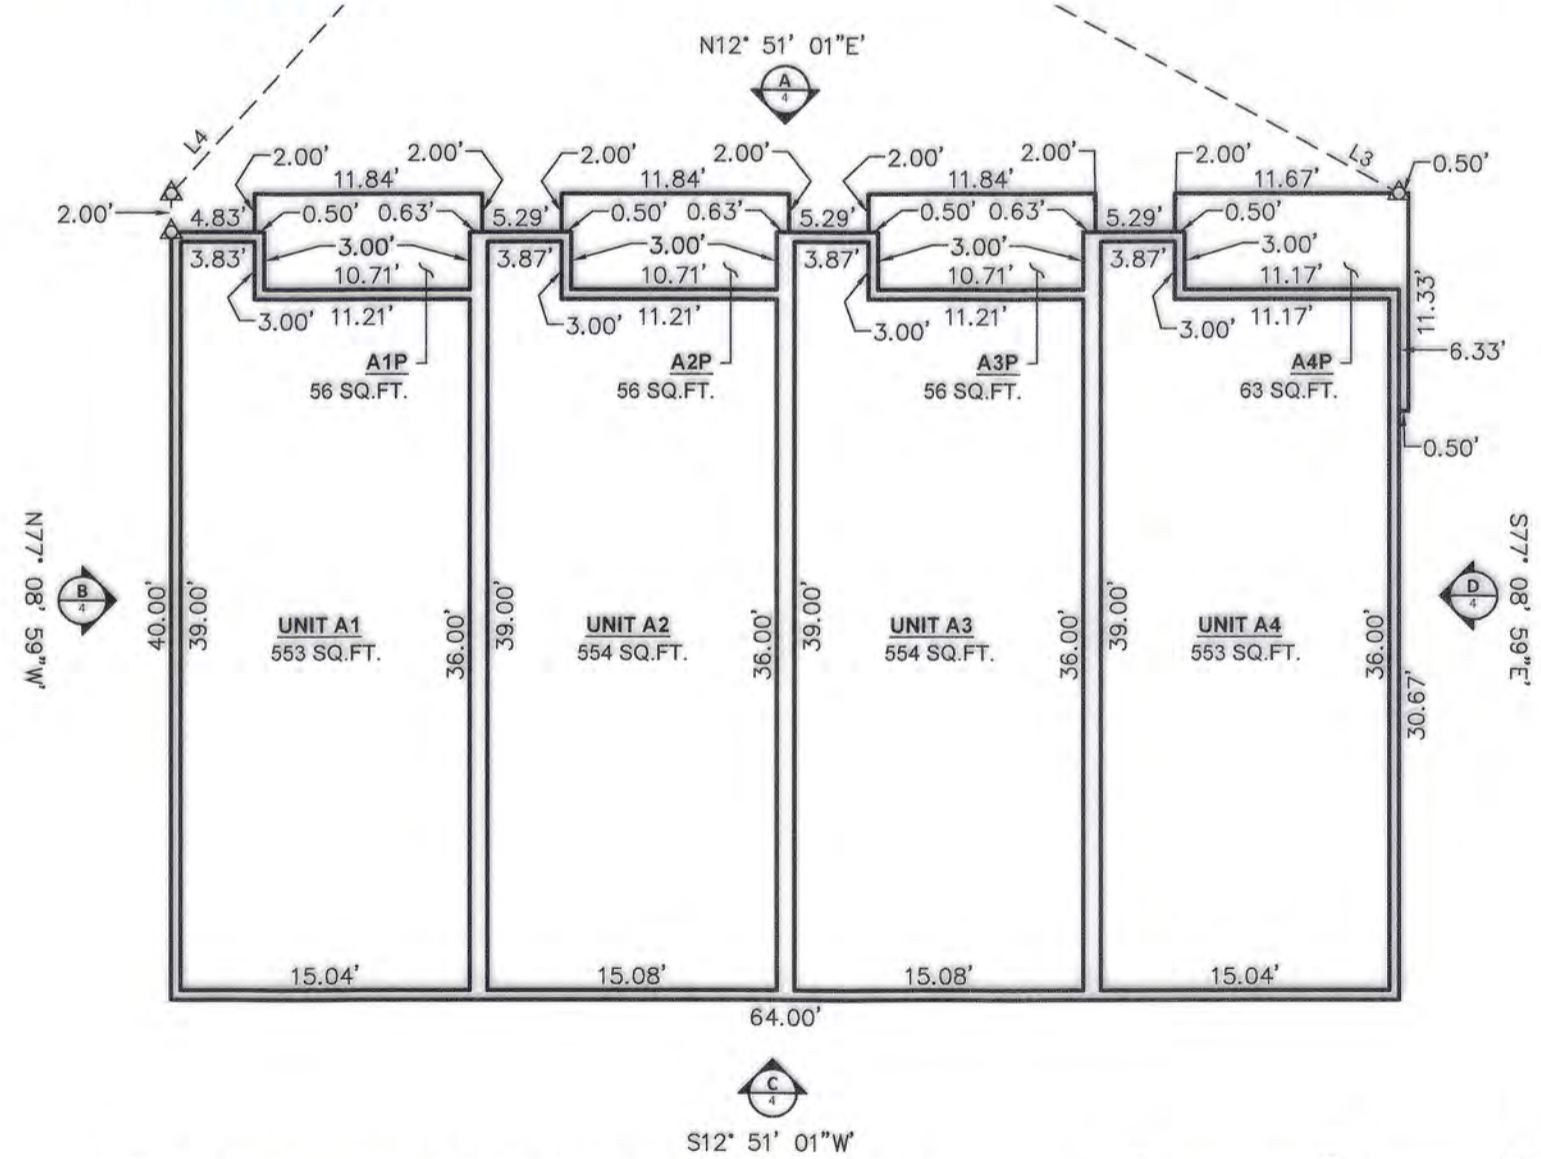 N12° 51' 01"E'
A
4
L4
L3
2.00' 2.00' 2.00' 2.00' 2.00' 2.00' 2.00' 0.50'
11.84' 11.84' 11.84' 11.67'
2.00' 4.83' 0.50' 0.63' 5.29' 0.50' 0.63' 5.29' 0.50' 0.63' 5.29' 0.50'
3.83' 3.00' 3.87' 3.00' 3.87' 3.00' 3.87' 3.00'
10.71' 10.71' 10.71' 11.17'
3.00' 11.21' 3.00' 11.21' 3.00' 11.21' 3.00' 11.17'
11.33'
6.33'
A1P A2P A3P A4P
56 SQ.FT. 56 SQ.FT. 56 SQ.FT. 63 SQ.FT.
0.50'
N77° 08' 59"W'
B
4
40.00' 39.00' 36.00' 39.00' 36.00' 39.00' 36.00' 39.00' 36.00'
UNIT A1 UNIT A2 UNIT A3 UNIT A4
553 SQ.FT. 554 SQ.FT. 554 SQ.FT. 553 SQ.FT.
30.67'
D
4
S77° 08' 59"E'
15.04' 15.08' 15.08' 15.04'
64.00'
C
4
S12° 51' 01"W'